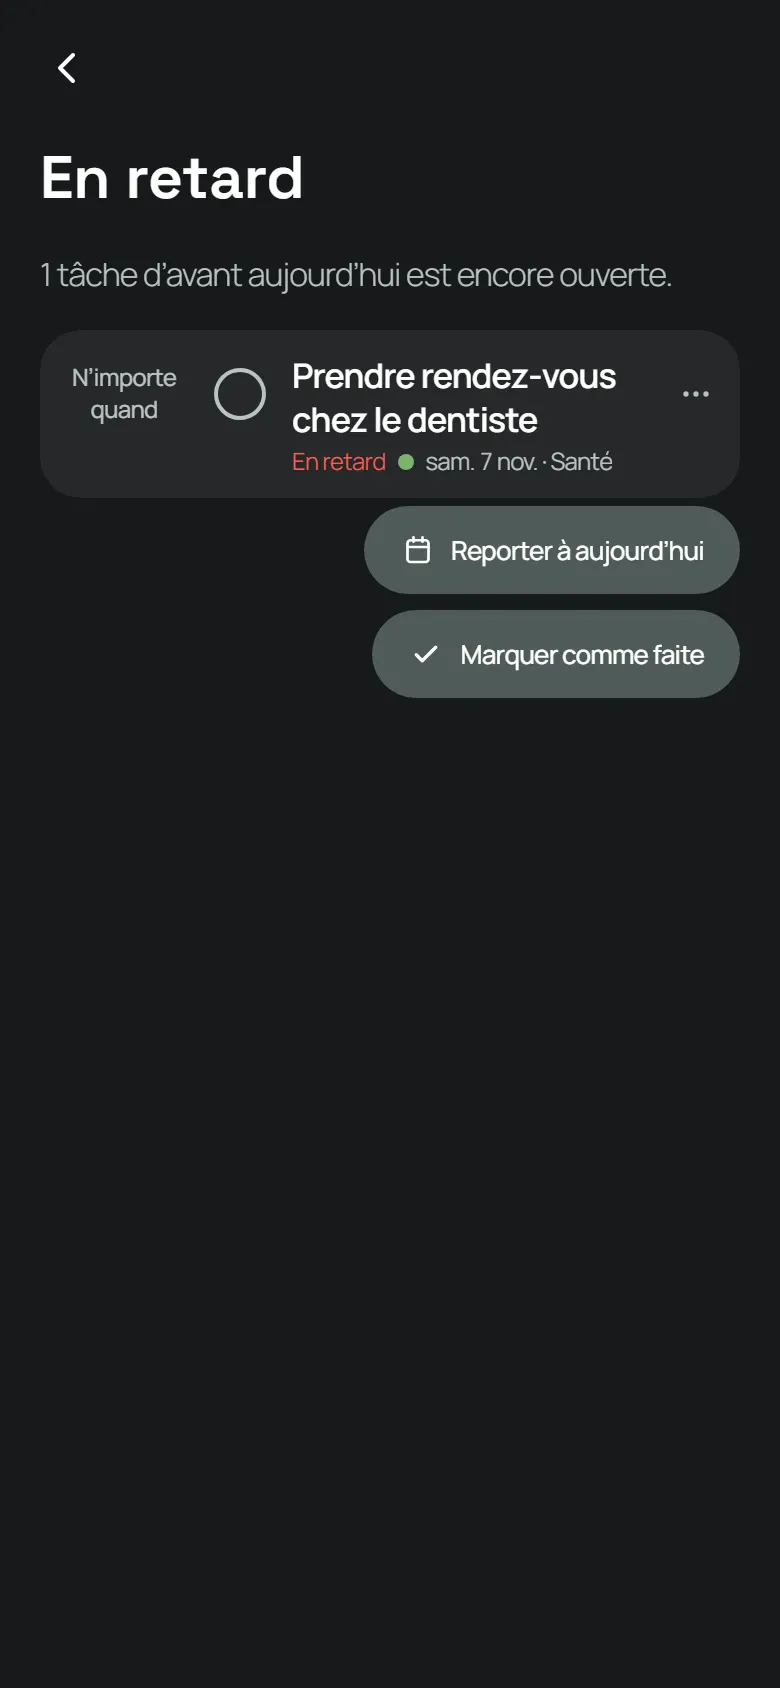 En retard
1 tâche d’avant aujourd’hui est encore ouverte.
N’importe
quand
Prendre rendez-vous
chez le dentiste
En retard sam. 7 nov. · Santé
Reporter à aujourd’hui
Marquer comme faite